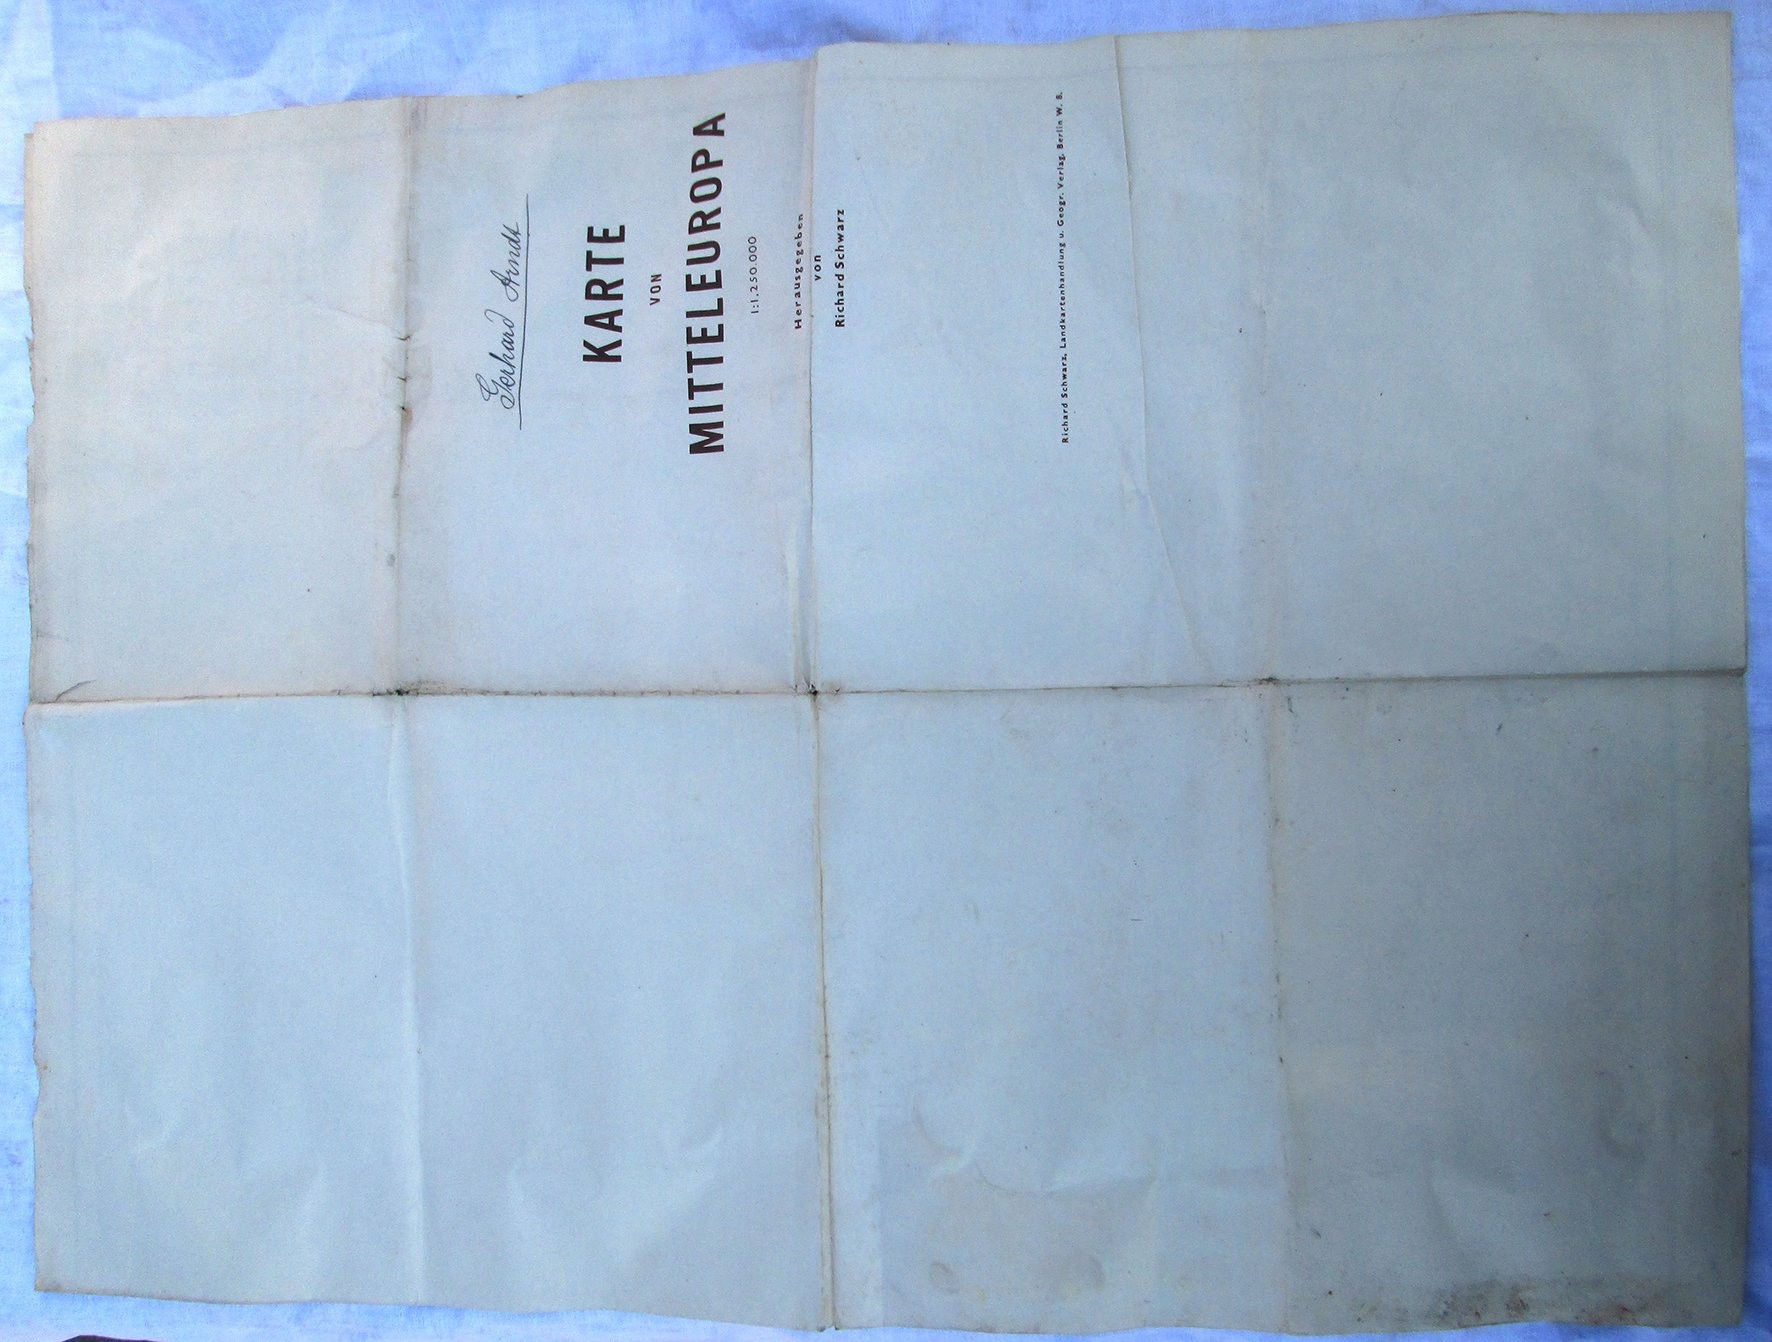 Gerhard Arndt
KARTE
VON
MITTELEUROPA
1:1.250.000
Herausgegeben
von
Richard Schwarz
Richard Schwarz, Landkartenhandlung u. Geogr. Verlag, Berlin W. 8.